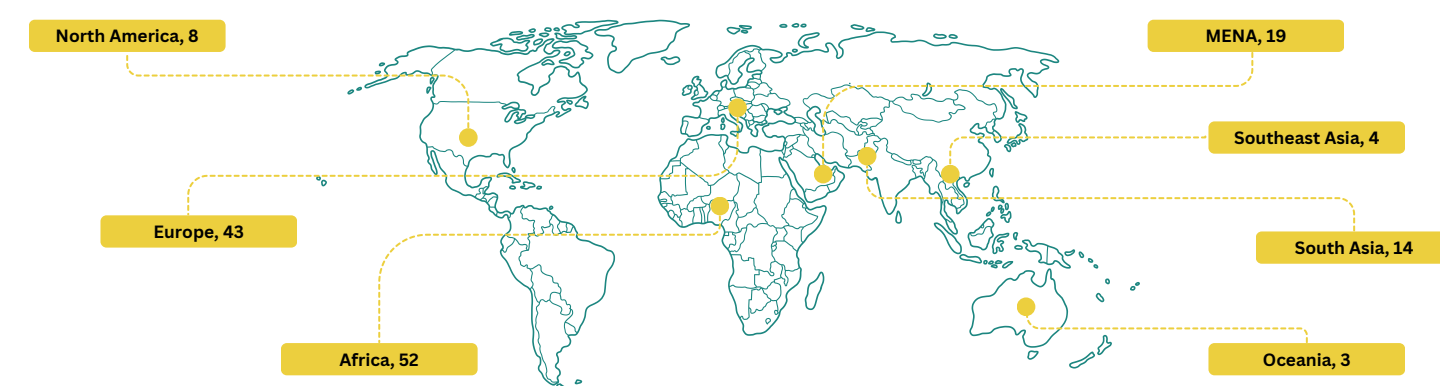 North America, 8
MENA, 19
Southeast Asia, 4
Europe, 43
South Asia, 14
Africa, 52
Oceania, 3